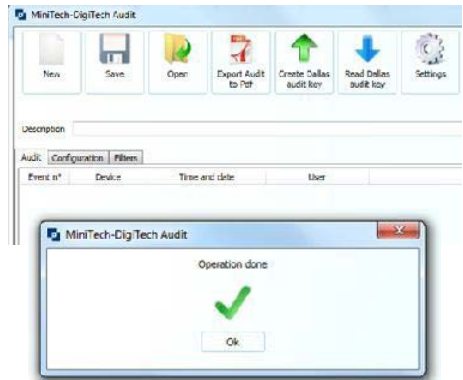 MiniTech-DigiTech Audit
New Save Open Export Audit to Pdf Create Dallas audit key Read Dallas audit key Settings
Description
Audit Configuration Filters
Event n° Device Time and date User
MiniTech-DigiTech Audit
Operation done
Ok